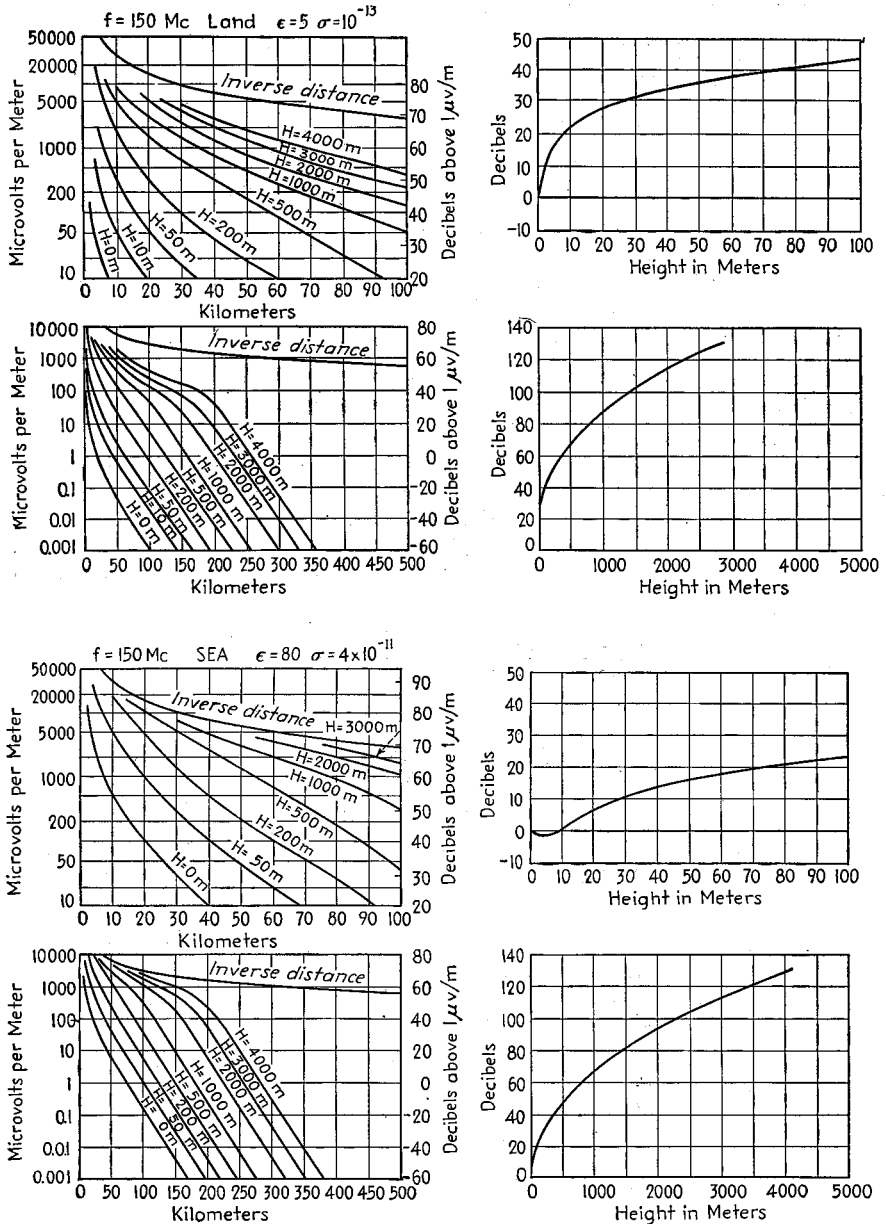 f = 150 Mc Land ϵ=5 σ=10⁻¹³
Microvolts per Meter
50000
20000
5000
1000
200
50
10
Inverse distance
H=4000 m
H=3000 m
H=2000 m
H=1000 m
H=500 m
H=200 m
H=50 m
H=10 m
H=0 m
80
70
60
50
40
30
20
Decibels above 1 μv/m
0 10 20 30 40 50 60 70 80 90 100
Kilometers
Decibels
50
40
30
20
10
0
-10
0 10 20 30 40 50 60 70 80 90 100
Height in Meters
Microvolts per Meter
10000
1000
100
10
1
0.1
0.01
0.001
Inverse distance
H=4000 m
H=3000 m
H=2000 m
H=1000 m
H=500 m
H=200 m
H=50 m
H=10 m
H=0 m
80
60
40
20
0
-20
-40
-60
Decibels above 1 μv/m
0 50 100 150 200 250 300 350 400 450 500
Kilometers
Decibels
140
120
100
80
60
40
20
0
0 1000 2000 3000 4000 5000
Height in Meters
f = 150 Mc SEA ϵ=80 σ=4×10⁻¹¹
Microvolts per Meter
50000
20000
5000
1000
200
50
10
Inverse distance
H=3000 m
H=2000 m
H=1000 m
H=500 m
H=200 m
H=50 m
H=0 m
90
80
70
60
50
40
30
20
Decibels above 1 μv/m
0 10 20 30 40 50 60 70 80 90 100
Kilometers
Decibels
50
40
30
20
10
0
-10
0 10 20 30 40 50 60 70 80 90 100
Height in Meters
Microvolts per Meter
10000
1000
100
10
1
0.1
0.01
0.001
Inverse distance
H=4000 m
H=3000 m
H=2000 m
H=1000 m
H=500 m
H=200 m
H=50 m
H=0 m
80
60
40
20
0
-20
-40
-60
Decibels above 1 μv/m
0 50 100 150 200 250 300 350 400 450 500
Kilometers
Decibels
140
120
100
80
60
40
20
0
0 1000 2000 3000 4000 5000
Height in Meters